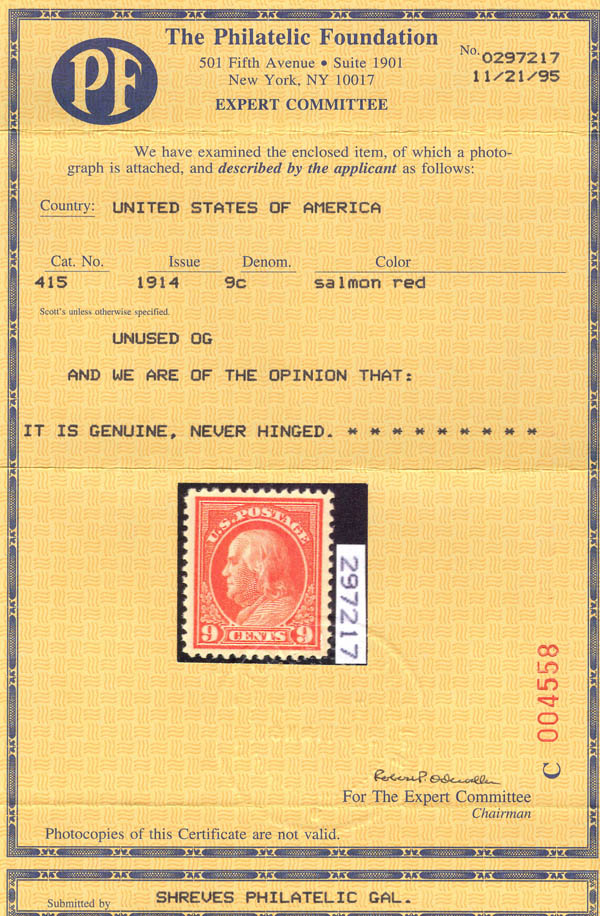 PF
The Philatelic Foundation
501 Fifth Avenue • Suite 1901
New York, NY 10017
EXPERT COMMITTEE
No. 0297217
11/21/95
We have examined the enclosed item, of which a photo-
graph is attached, and described by the applicant as follows:
Country: UNITED STATES OF AMERICA
Cat. No. Issue Denom. Color
415 1914 9c salmon red
Scott's unless otherwise specified.
UNUSED OG
AND WE ARE OF THE OPINION THAT:
IT IS GENUINE, NEVER HINGED. * * * * * * * * *
U.S. POSTAGE
9 CENTS 9
297217
C 004558
For The Expert Committee
Chairman
Photocopies of this Certificate are not valid.
Submitted by SHREVES PHILATELIC GAL.